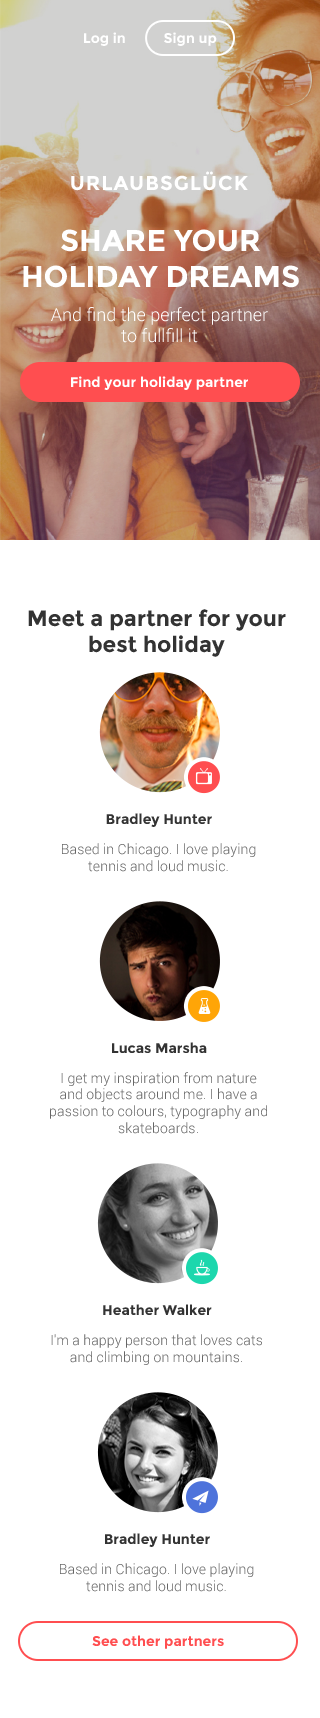 Log in
Sign up
URLAUBSGLÜCK
SHARE YOUR
HOLIDAY DREAMS
And find the perfect partner
to fullfill it
Find your holiday partner
Meet a partner for your
best holiday
Bradley Hunter
Based in Chicago. I love playing
tennis and loud music.
Lucas Marsha
I get my inspiration from nature
and objects around me. I have a
passion to colours, typography and
skateboards.
Heather Walker
I'm a happy person that loves cats
and climbing on mountains.
Bradley Hunter
Based in Chicago. I love playing
tennis and loud music.
See other partners